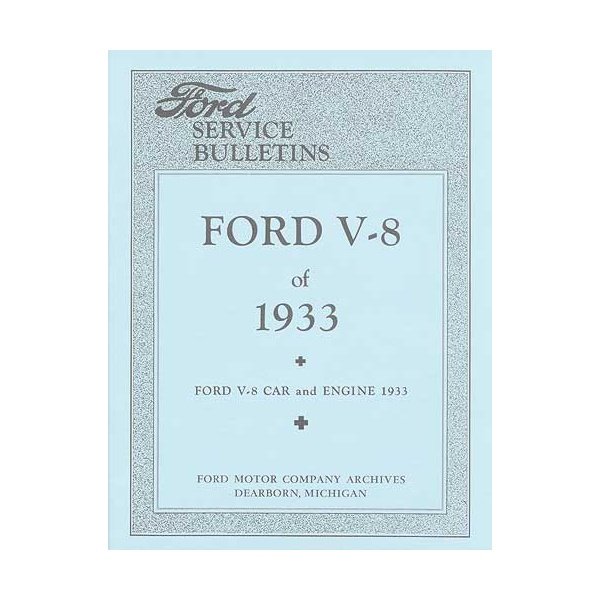 Ford
SERVICE
BULLETINS
FORD V-8
of
1933
FORD V-8 CAR and ENGINE 1933
FORD MOTOR COMPANY ARCHIVES
DEARBORN, MICHIGAN